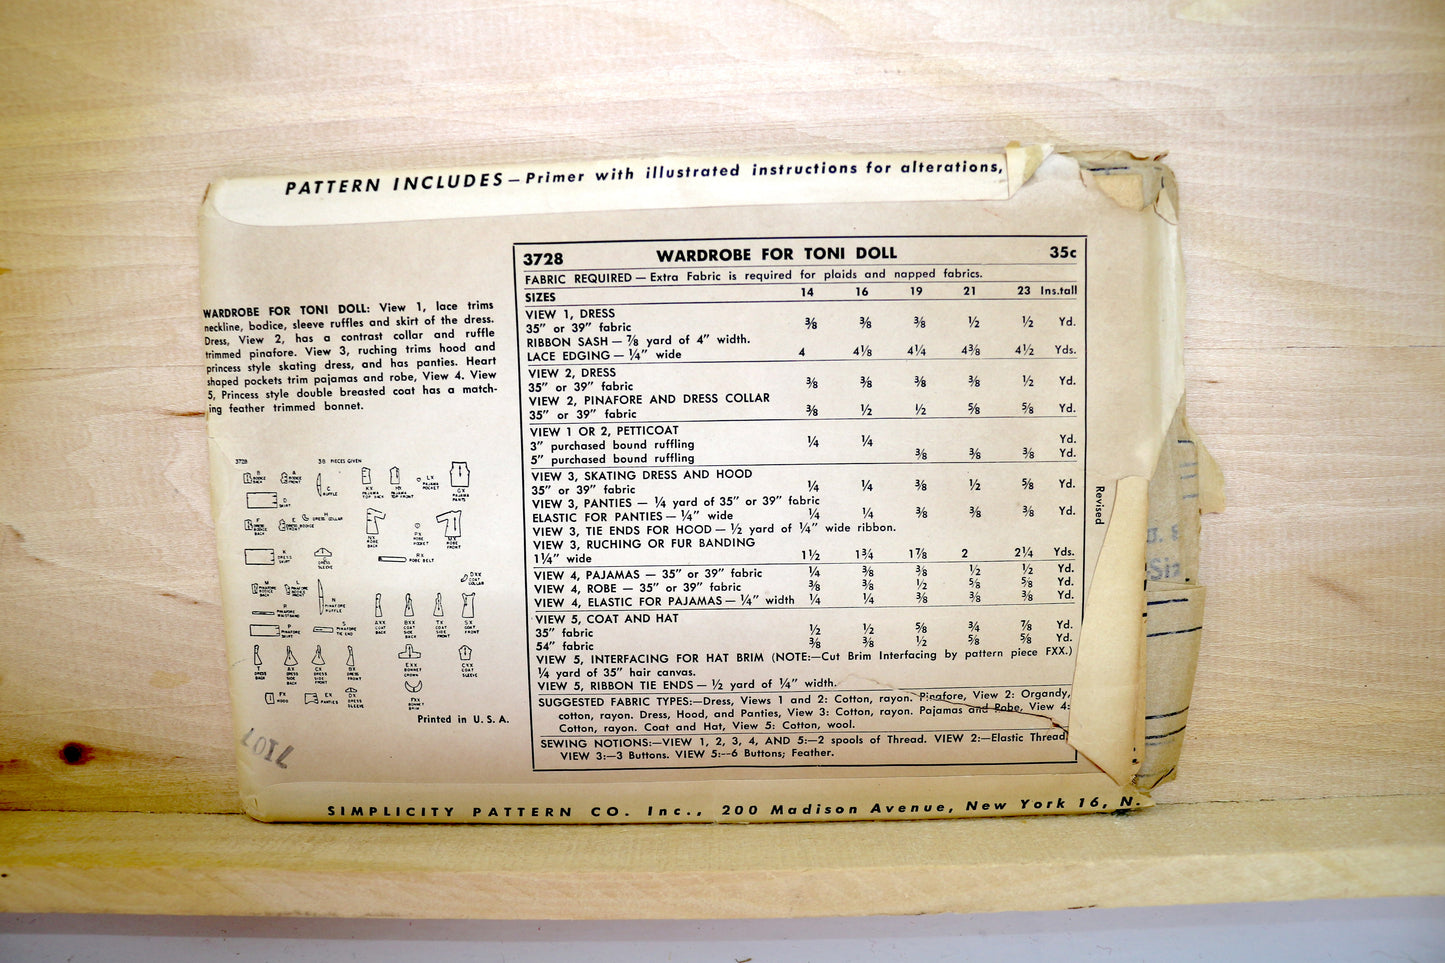 PATTERN INCLUDES—Primer with illustrated instructions for alterations,
WARDROBE FOR TONI DOLL: View 1, lace trims
neckline, bodice, sleeve ruffles and skirt of the dress.
Dress, View 2, has a contrast collar and ruffle
trimmed pinafore. View 3, ruching trims hood and
princess style skating dress, and has panties. Heart
shaped pockets trim pajamas and robe, View 4. View
5, Princess style double breasted coat has a match-
ing feather trimmed bonnet.
3728 38 PIECES GIVEN
Printed in U. S. A.
3728 WARDROBE FOR TONI DOLL 35c
FABRIC REQUIRED — Extra Fabric is required for plaids and napped fabrics.
SIZES 14 16 19 21 23 Ins.tall
VIEW 1, DRESS
35" or 39" fabric ⅜ ⅜ ⅜ ½ ½ Yd.
RIBBON SASH — ⅞ yard of 4" width.
LACE EDGING — ¼" wide 4 4⅛ 4¼ 4⅜ 4½ Yds.
VIEW 2, DRESS
35" or 39" fabric ⅜ ⅜ ⅜ ⅜ ½ Yd.
VIEW 2, PINAFORE AND DRESS COLLAR
35" or 39" fabric ⅜ ½ ½ ⅝ ⅝ Yd.
VIEW 1 OR 2, PETTICOAT
3" purchased bound ruffling ¼ ¼ Yd.
5" purchased bound ruffling ⅜ ⅜ ⅜ Yd.
VIEW 3, SKATING DRESS AND HOOD
35" or 39" fabric ¼ ¼ ⅜ ½ ⅝ Yd.
VIEW 3, PANTIES — ¼ yard of 35" or 39" fabric
ELASTIC FOR PANTIES — ¼" wide ¼ ¼ ⅜ ⅜ ⅜ Yd.
VIEW 3, TIE ENDS FOR HOOD — ½ yard of ¼" wide ribbon.
VIEW 3, RUCHING OR FUR BANDING
1¼" wide 1½ 1¾ 1⅞ 2 2¼ Yds.
VIEW 4, PAJAMAS — 35" or 39" fabric ¼ ⅜ ⅜ ½ ½ Yd.
VIEW 4, ROBE — 35" or 39" fabric ⅜ ⅜ ½ ⅝ ⅝ Yd.
VIEW 4, ELASTIC FOR PAJAMAS — ¼" width ¼ ¼ ⅜ ⅜ ⅜ Yd.
VIEW 5, COAT AND HAT
35" fabric ½ ½ ⅝ ¾ ⅞ Yd.
54" fabric ⅜ ⅜ ½ ⅝ ⅝ Yd.
VIEW 5, INTERFACING FOR HAT BRIM (NOTE:—Cut Brim Interfacing by pattern piece FXX.)
¼ yard of 35" hair canvas.
VIEW 5, RIBBON TIE ENDS — ½ yard of ¼" width.
SUGGESTED FABRIC TYPES:—Dress, Views 1 and 2: Cotton, rayon. Pinafore, View 2: Organdy,
cotton, rayon. Dress, Hood, and Panties, View 3: Cotton, rayon. Pajamas and Robe, View 4:
Cotton, rayon. Coat and Hat, View 5: Cotton, wool.
SEWING NOTIONS:—VIEW 1, 2, 3, 4, AND 5:—2 spools of Thread. VIEW 2:—Elastic Thread
VIEW 3:—3 Buttons. VIEW 5:—6 Buttons; Feather.
Revised
SIMPLICITY PATTERN CO. Inc., 200 Madison Avenue, New York 16, N.